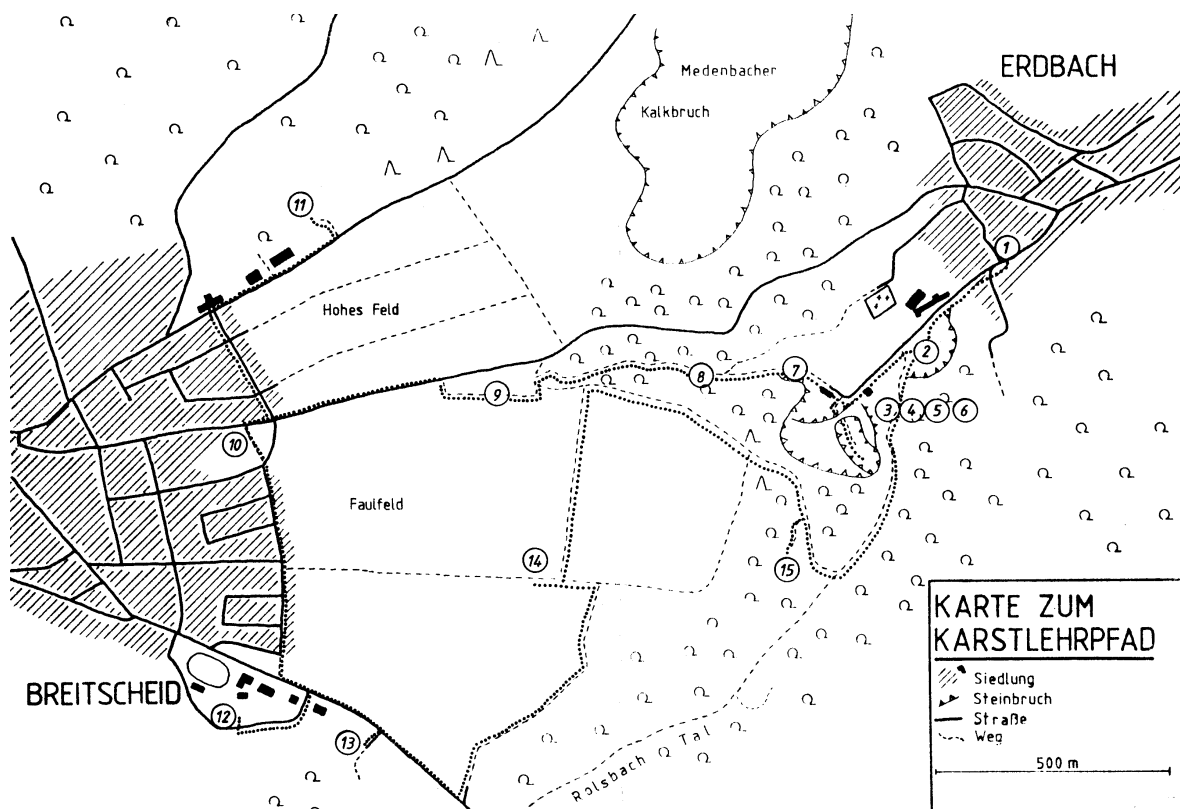 Medenbacher
Kalkbruch
ERDBACH
11
1
Hohes Feld
2
7
8
9
3 4 5 6
10
Faulfeld
14
15
BREITSCHEID
12
13
Rolsbach Tal
KARTE ZUM
KARSTLEHRPFAD
Siedlung
Steinbruch
Straße
Weg
500 m